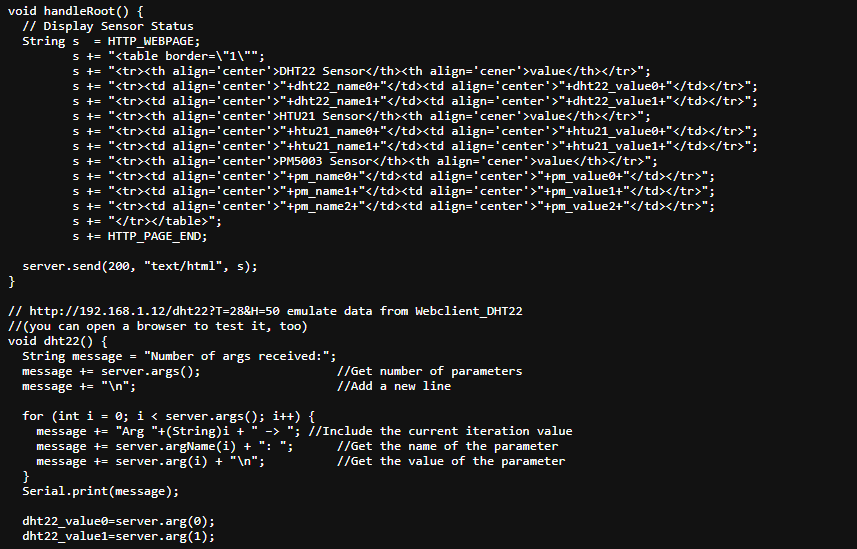 void handleRoot() {
  // Display Sensor Status
  String s  = HTTP_WEBPAGE;
         s += "<table border=\"1\"";
         s += "<tr><th align='center'>DHT22 Sensor</th><th align='cener'>value</th></tr>";
         s += "<tr><td align='center'>"+dht22_name0+"</td><td align='center'>"+dht22_value0+"</td></tr>";
         s += "<tr><td align='center'>"+dht22_name1+"</td><td align='center'>"+dht22_value1+"</td></tr>";
         s += "<tr><th align='center'>HTU21 Sensor</th><th align='cener'>value</th></tr>";
         s += "<tr><td align='center'>"+htu21_name0+"</td><td align='center'>"+htu21_value0+"</td></tr>";
         s += "<tr><td align='center'>"+htu21_name1+"</td><td align='center'>"+htu21_value1+"</td></tr>";
         s += "<tr><th align='center'>PM5003 Sensor</th><th align='cener'>value</th></tr>";
         s += "<tr><td align='center'>"+pm_name0+"</td><td align='center'>"+pm_value0+"</td></tr>";
         s += "<tr><td align='center'>"+pm_name1+"</td><td align='center'>"+pm_value1+"</td></tr>";
         s += "<tr><td align='center'>"+pm_name2+"</td><td align='center'>"+pm_value2+"</td></tr>";
         s += "</tr></table>";
         s += HTTP_PAGE_END;

  server.send(200, "text/html", s);
}

// http://192.168.1.12/dht22?T=28&H=50 emulate data from Webclient_DHT22
//(you can open a browser to test it, too)
void dht22() {
  String message = "Number of args received:";
  message += server.args();                   //Get number of parameters
  message += "\n";                            //Add a new line

  for (int i = 0; i < server.args(); i++) {
    message += "Arg "+(String)i + " –> "; //Include the current iteration value
    message += server.argName(i) + ": ";      //Get the name of the parameter
    message += server.arg(i) + "\n";          //Get the value of the parameter
  }
  Serial.print(message);

  dht22_value0=server.arg(0);
  dht22_value1=server.arg(1);